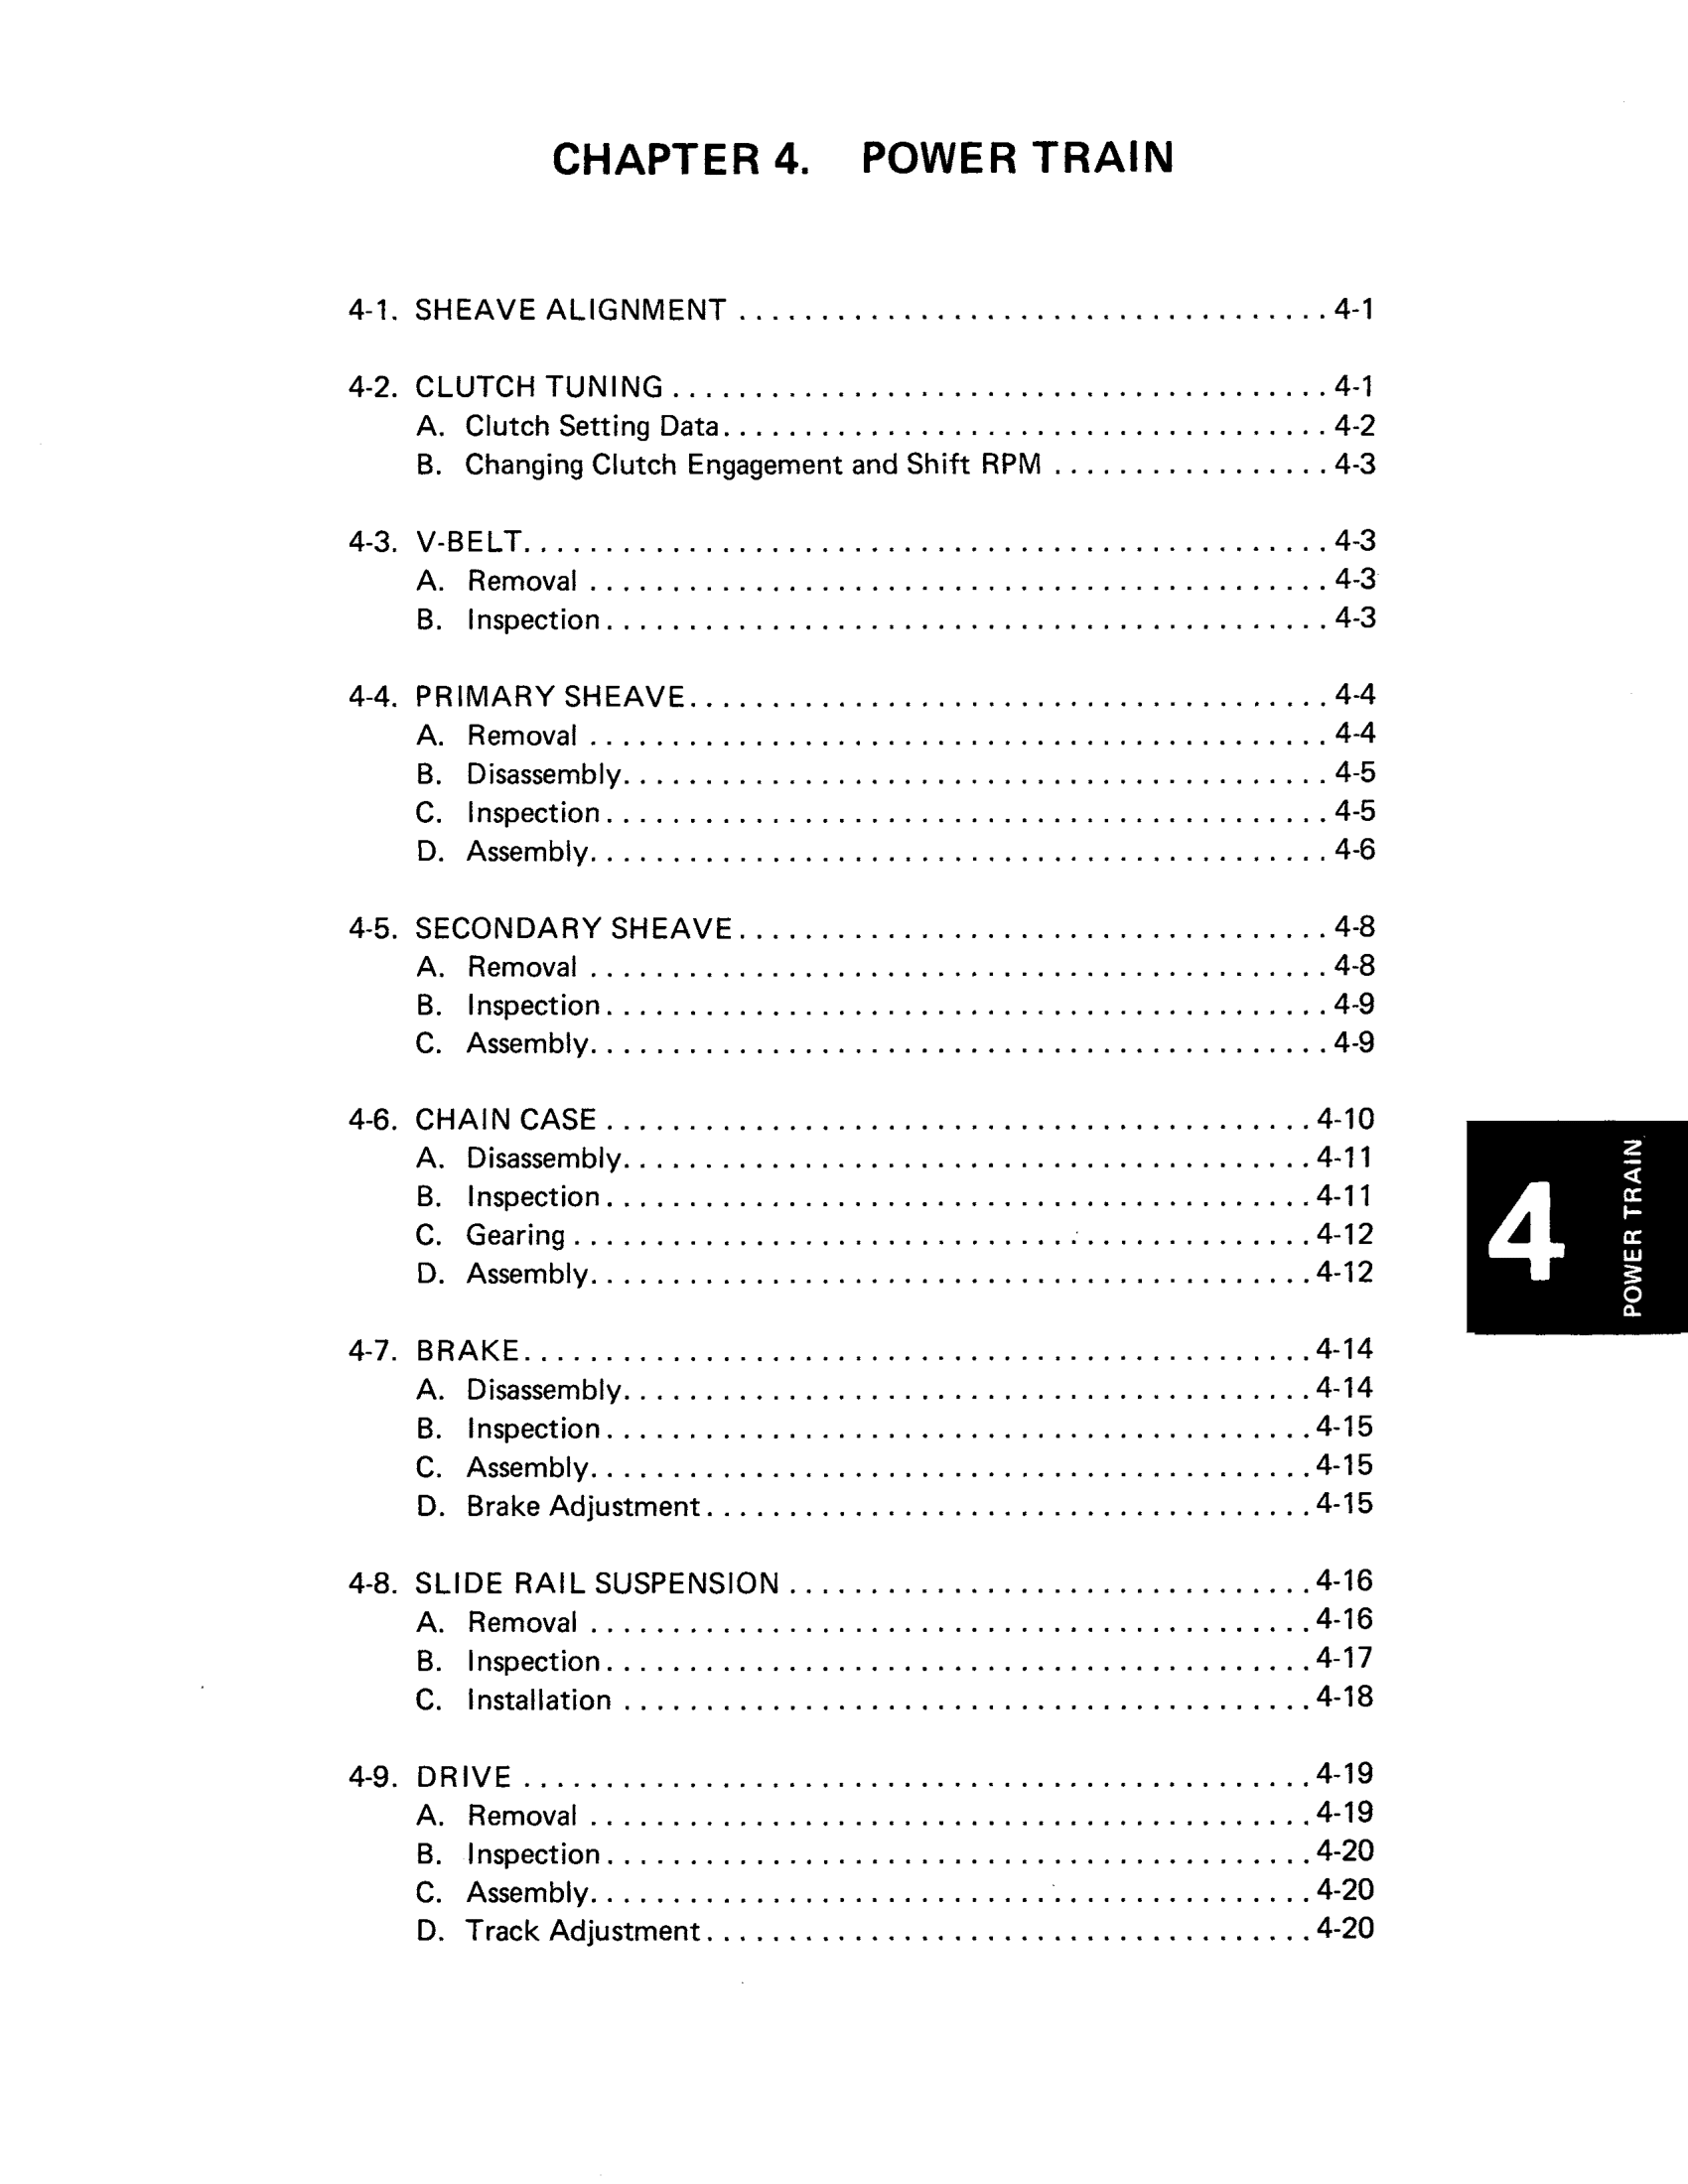 CHAPTER 4. POWER TRAIN
4-1. SHEAVE ALIGNMENT .................................... 4-1
4-2. CLUTCH TUNING ........................................ 4-1
A. Clutch Setting Data..................................... 4-2
B. Changing Clutch Engagement and Shift RPM ................. 4-3
4-3. V-BELT................................................. 4-3
A. Removal ............................................. 4-3
B. Inspection............................................ 4-3
4-4. PRIMARY SHEAVE....................................... 4-4
A. Removal ............................................. 4-4
B. Disassembly........................................... 4-5
C. Inspection............................................ 4-5
D. Assembly............................................. 4-6
4-5. SECONDARY SHEAVE.................................... 4-8
A. Removal ............................................. 4-8
B. Inspection............................................ 4-9
C. Assembly............................................. 4-9
4-6. CHAIN CASE ........................................... 4-10
A. Disassembly.......................................... 4-11
B. Inspection........................................... 4-11
C. Gearing ............................................. 4-12
D. Assembly............................................ 4-12
4-7. BRAKE................................................ 4-14
A. Disassembly.......................................... 4-14
B. Inspection........................................... 4-15
C. Assembly............................................ 4-15
D. Brake Adjustment..................................... 4-15
4-8. SLIDE RAIL SUSPENSION ................................ 4-16
A. Removal ............................................ 4-16
B. Inspection........................................... 4-17
C. Installation .......................................... 4-18
4-9. DRIVE ................................................ 4-19
A. Removal ............................................ 4-19
B. Inspection........................................... 4-20
C. Assembly............................................ 4-20
D. Track Adjustment..................................... 4-20
4
POWER TRAIN